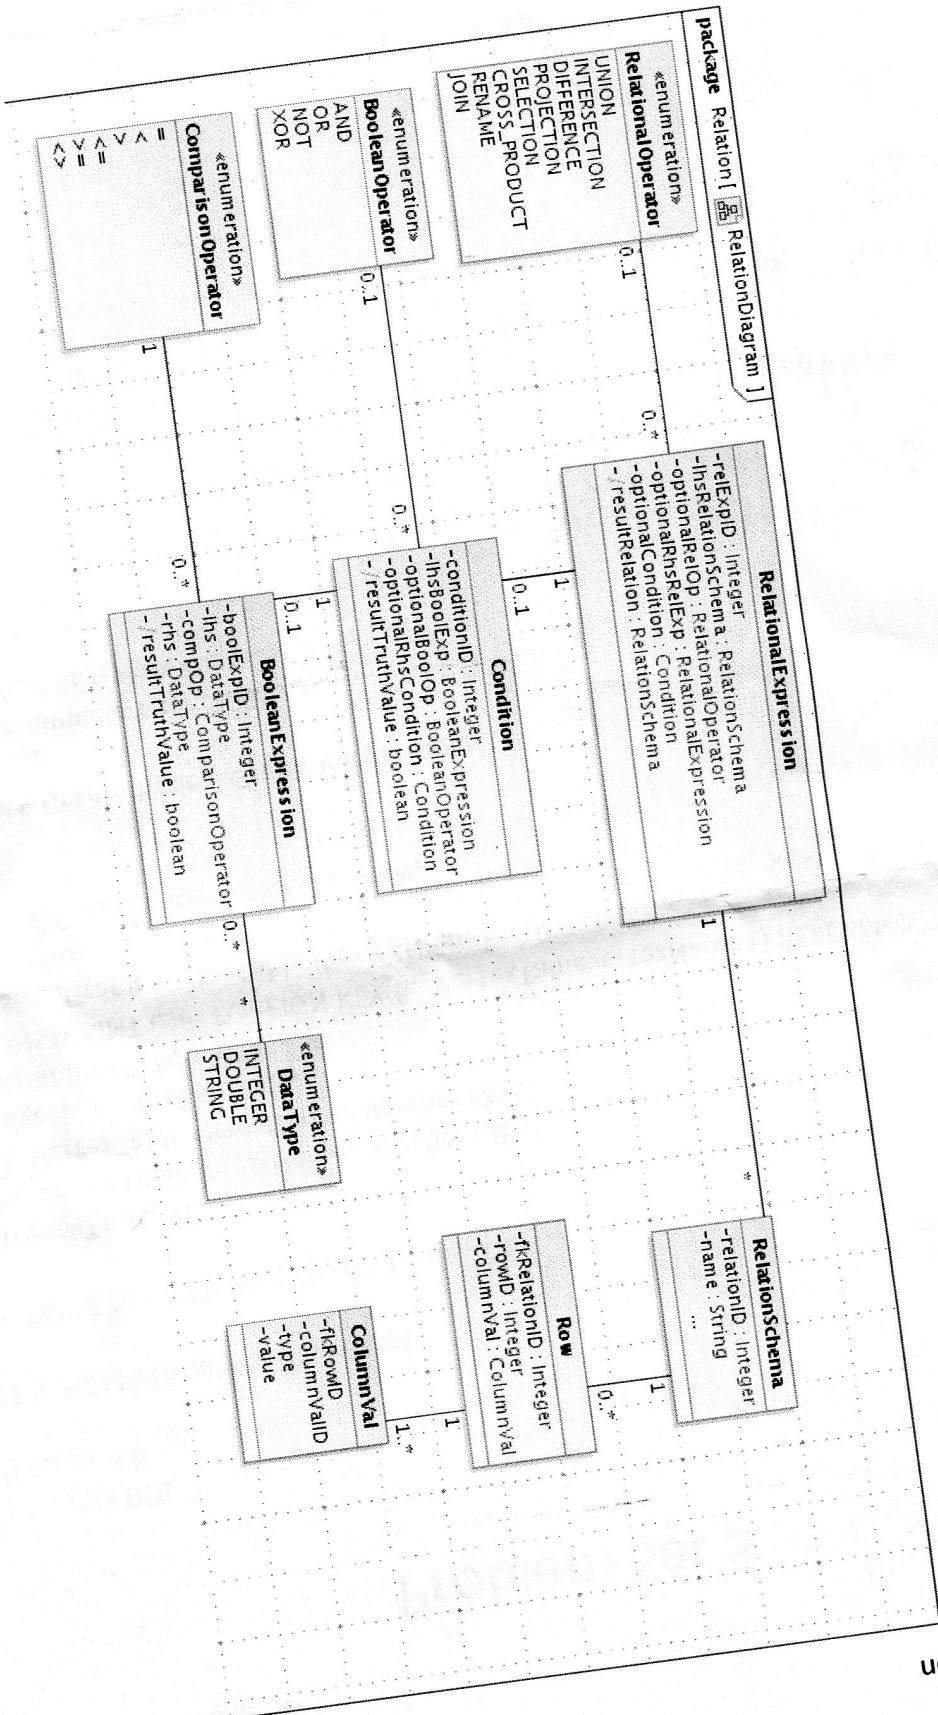 package Relation[ RelationDiagram ]
«enumeration»
RelationalOperator
UNION
INTERSECTION
DIFFERENCE
PROJECTION
SELECTION
CROSS_PRODUCT
RENAME
JOIN
0..1
0..*
RelationalExpression
-relExpID : Integer
-lhsRelationSchema : RelationSchema
-optionalRelOp : RelationalOperator
-optionalRhsRelExp : RelationalExpression
-optionalCondition : Condition
-/resultRelation : RelationSchema
1
*
RelationSchema
-relationID : Integer
-name : String
...
1
0..1
1
0..*
«enumeration»
BooleanOperator
AND
OR
NOT
XOR
0..1
0..*
Condition
-conditionID : Integer
-lhsBoolExp : BooleanExpression
-optionalBoolOp : BooleanOperator
-optionalRhsCondition : Condition
-/resultTruthValue : boolean
Row
-fkRelationID : Integer
-rowID : Integer
-columnVal : ColumnVal
1
0..1
1
1..*
«enumeration»
ComparisonOperator
=
<
>
<=
>=
<>
1
0..*
BooleanExpression
-boolExpID : Integer
-lhs : DataType
-compOp : ComparisonOperator
-rhs : DataType
-/resultTruthValue : boolean
0..*
*
«enumeration»
DataType
INTEGER
DOUBLE
STRING
ColumnVal
-fkRowID
-columnValID
-type
-value